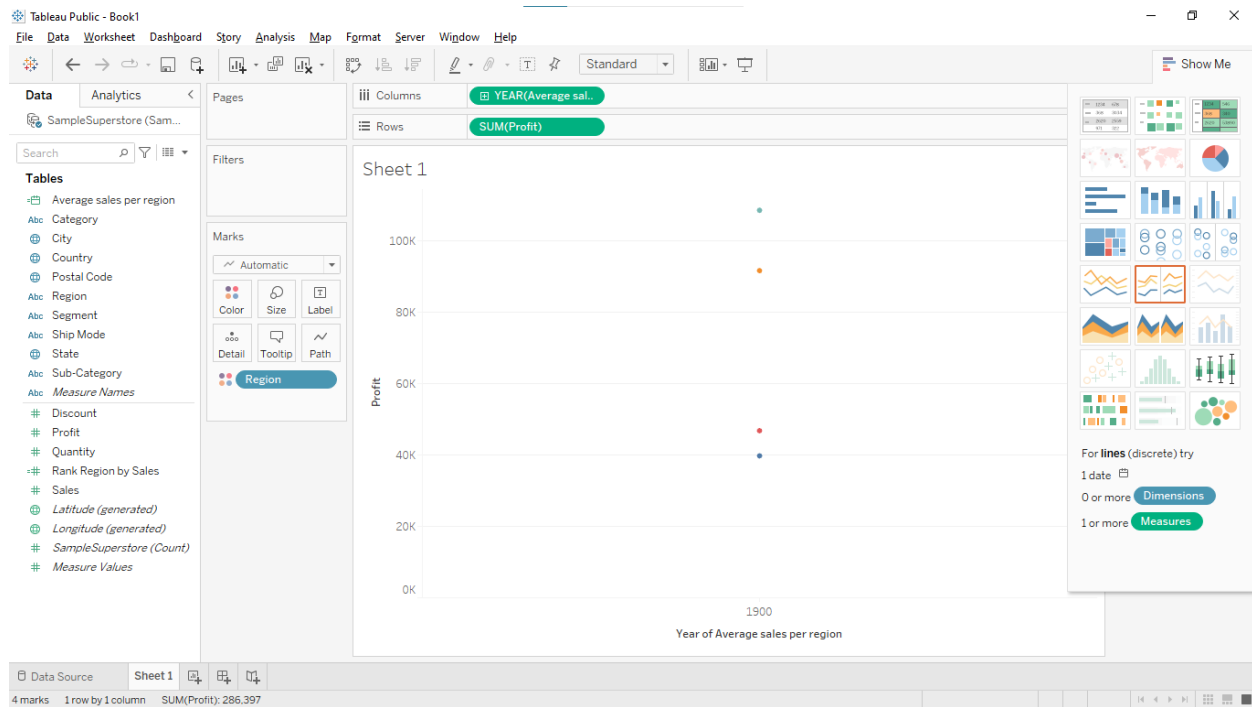 Tableau Public - Book1
File Data Worksheet Dashboard Story Analysis Map Format Server Window Help
Standard
Show Me
Data Analytics
SampleSuperstore (Sam...
Search
Tables
Average sales per region
Abc Category
City
Country
Postal Code
Abc Region
Abc Segment
Abc Ship Mode
State
Abc Sub-Category
Abc Measure Names
# Discount
# Profit
# Quantity
=# Rank Region by Sales
# Sales
Latitude (generated)
Longitude (generated)
# SampleSuperstore (Count)
# Measure Values
Pages
Filters
Marks
Automatic
Color Size Label
Detail Tooltip Path
Region
Columns YEAR(Average sal..
Rows SUM(Profit)
Sheet 1
100K
80K
60K
40K
20K
0K
Profit
1900
Year of Average sales per region
For lines (discrete) try
1 date
0 or more Dimensions
1 or more Measures
Data Source Sheet 1
4 marks 1 row by 1 column SUM(Profit): 286,397